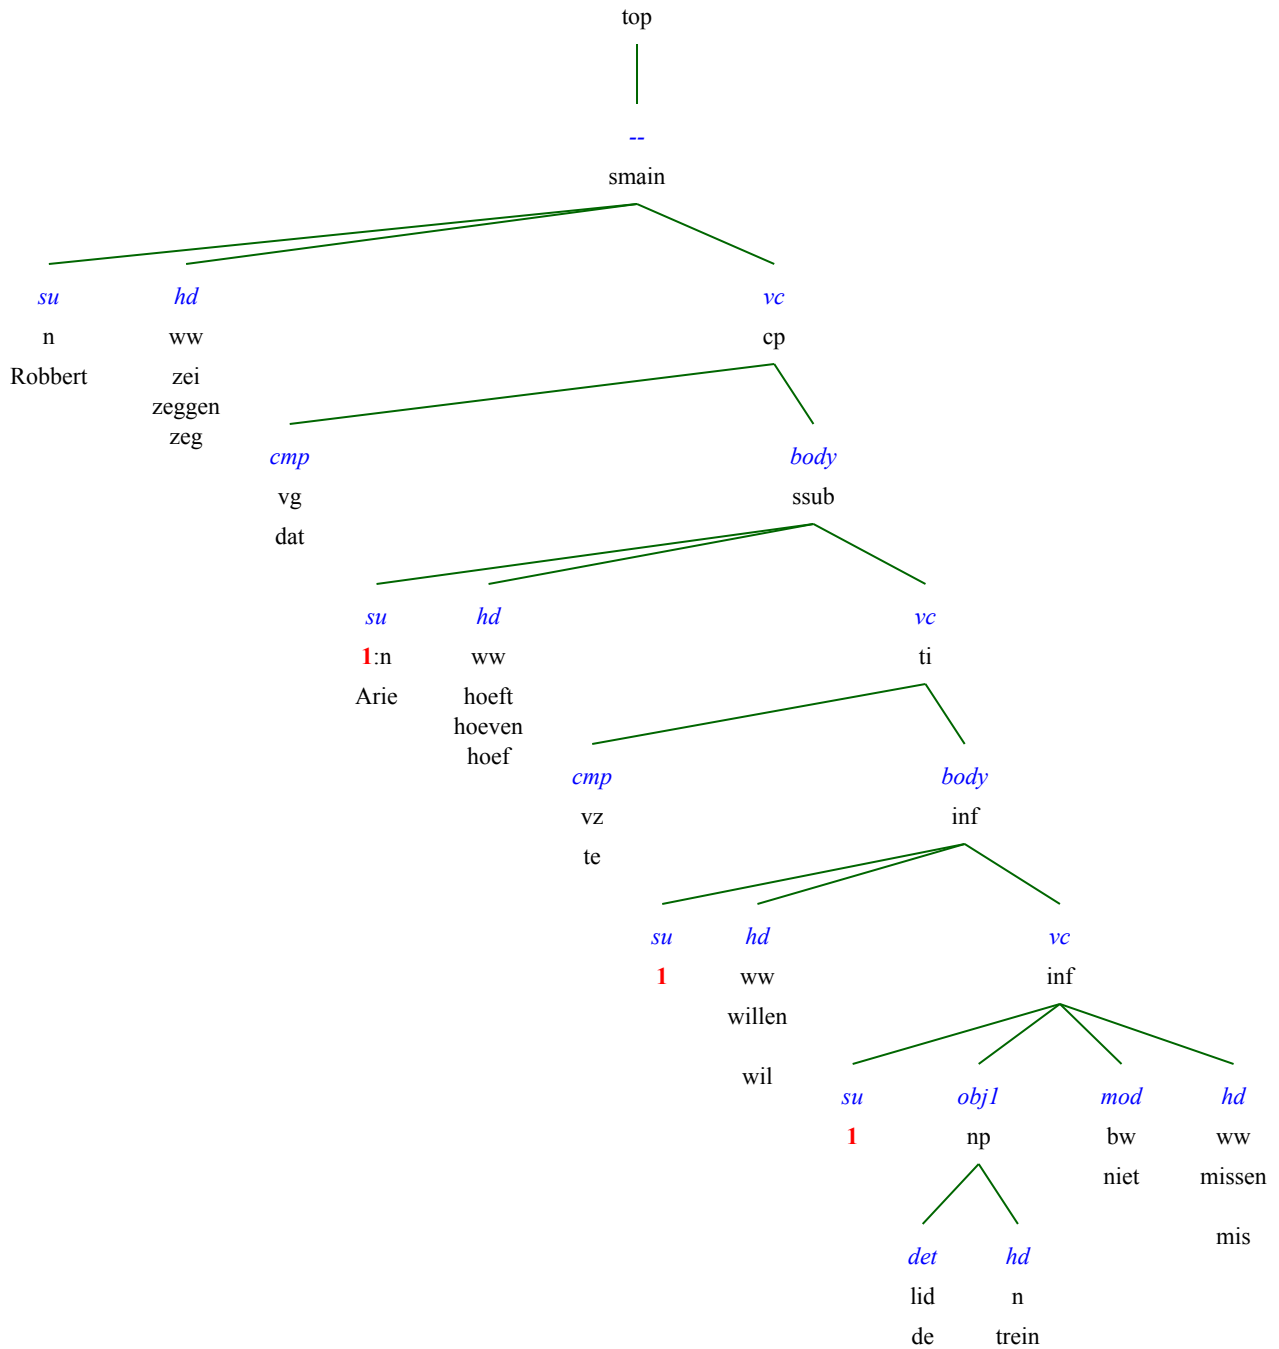 top
--
smain
su hd vc
n ww cp
Robbert zei
zeggen
zeg
cmp body
vg ssub
dat
su hd vc
1:n ww ti
Arie hoeft
hoeven
hoef
cmp body
vz inf
te
su hd vc
1 ww inf
willen
wil
su obj1 mod hd
1 np bw ww
niet missen
mis
det hd
lid n
de trein